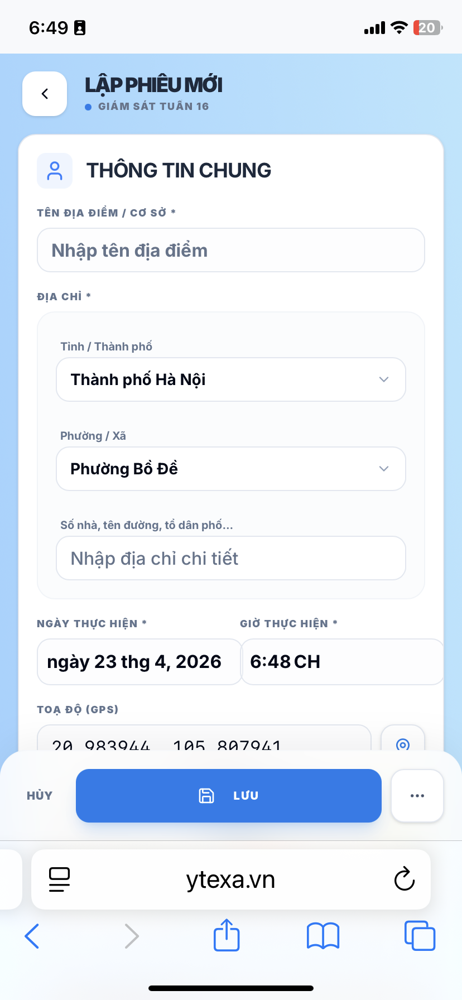 6:49
20
LẬP PHIẾU MỚI
GIÁM SÁT TUẦN 16
THÔNG TIN CHUNG
TÊN ĐỊA ĐIỂM / CƠ SỞ *
Nhập tên địa điểm
ĐỊA CHỈ *
Tỉnh / Thành phố
Thành phố Hà Nội
Phường / Xã
Phường Bồ Đề
Số nhà, tên đường, tổ dân phố...
Nhập địa chỉ chi tiết
NGÀY THỰC HIỆN * GIỜ THỰC HIỆN *
ngày 23 thg 4, 2026 6:48 CH
TOẠ ĐỘ (GPS)
20.983944, 105.807941
HỦY LƯU
ytexa.vn